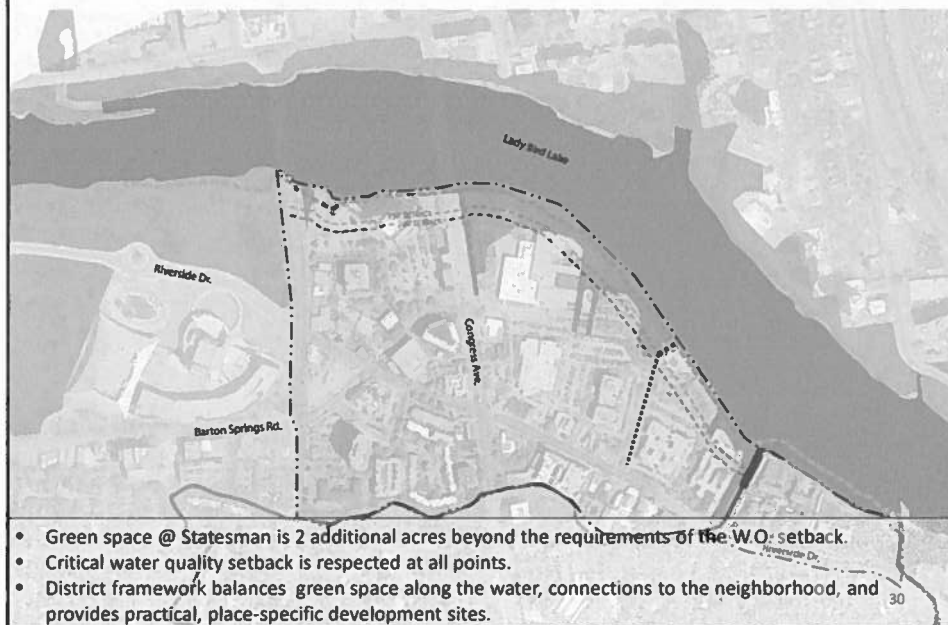 Lady Bird Lake
Riverside Dr.
Congress Ave.
Barton Springs Rd.
• Green space @ Statesman is 2 additional acres beyond the requirements of the W.O. setback.
Riverside Dr.
• Critical water quality setback is respected at all points.
• District framework balances green space along the water, connections to the neighborhood, and
provides practical, place-specific development sites.
30